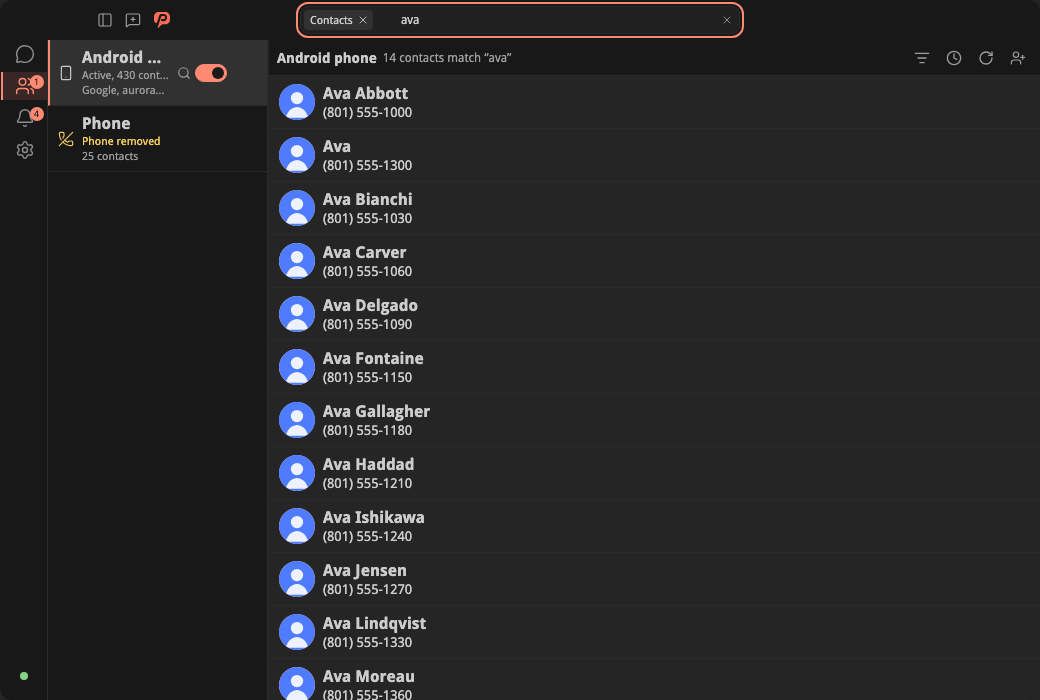 Contacts
ava
1
4
Android ...
Active, 430 cont...
Google, aurora...
Phone
Phone removed
25 contacts
Android phone 14 contacts match “ava”
Ava Abbott
(801) 555-1000
Ava
(801) 555-1300
Ava Bianchi
(801) 555-1030
Ava Carver
(801) 555-1060
Ava Delgado
(801) 555-1090
Ava Fontaine
(801) 555-1150
Ava Gallagher
(801) 555-1180
Ava Haddad
(801) 555-1210
Ava Ishikawa
(801) 555-1240
Ava Jensen
(801) 555-1270
Ava Lindqvist
(801) 555-1330
Ava Moreau
(801) 555-1360